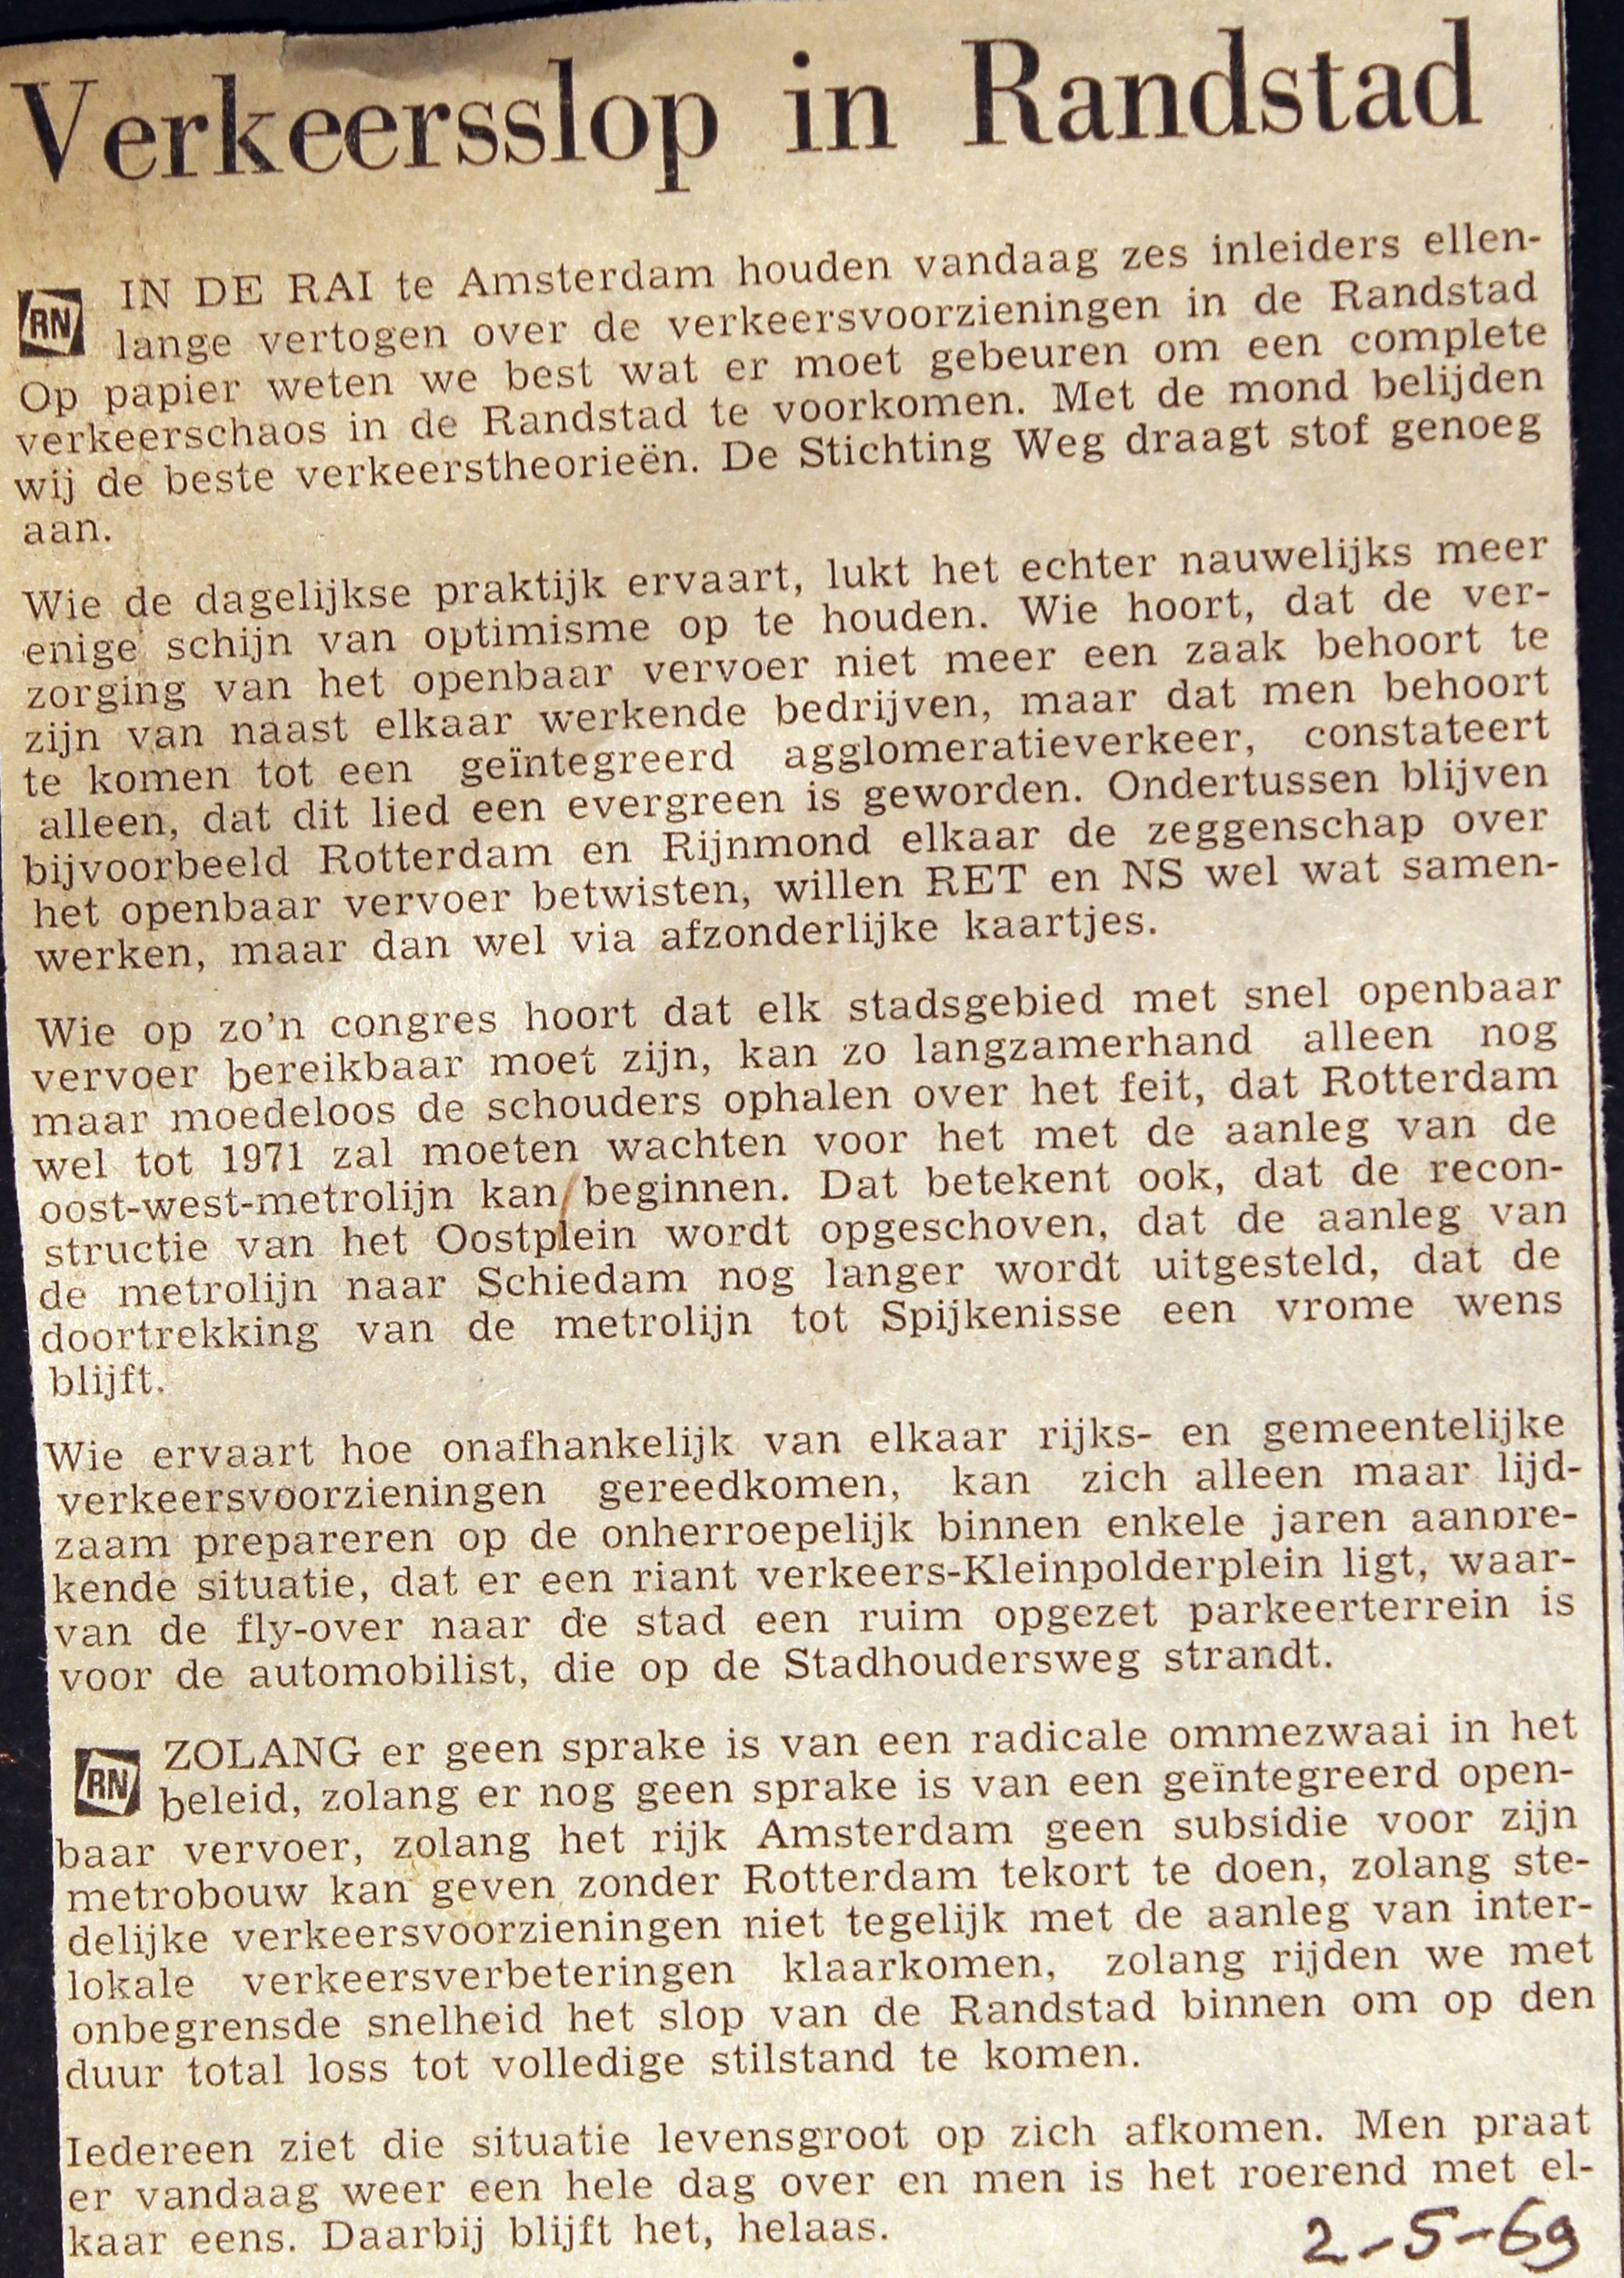 Verkeersslop in Randstad
RN IN DE RAI te Amsterdam houden vandaag zes inleiders ellen-
lange vertogen over de verkeersvoorzieningen in de Randstad
Op papier weten we best wat er moet gebeuren om een complete
verkeerschaos in de Randstad te voorkomen. Met de mond belijden
wij de beste verkeerstheorieën. De Stichting Weg draagt stof genoeg
aan.
Wie de dagelijkse praktijk ervaart, lukt het echter nauwelijks meer
enige schijn van optimisme op te houden. Wie hoort, dat de ver-
zorging van het openbaar vervoer niet meer een zaak behoort te
zijn van naast elkaar werkende bedrijven, maar dat men behoort
te komen tot een geïntegreerd agglomeratieverkeer, constateert
alleen, dat dit lied een evergreen is geworden. Ondertussen blijven
bijvoorbeeld Rotterdam en Rijnmond elkaar de zeggenschap over
het openbaar vervoer betwisten, willen RET en NS wel wat samen-
werken, maar dan wel via afzonderlijke kaartjes.
Wie op zo'n congres hoort dat elk stadsgebied met snel openbaar
vervoer bereikbaar moet zijn, kan zo langzamerhand alleen nog
maar moedeloos de schouders ophalen over het feit, dat Rotterdam
wel tot 1971 zal moeten wachten voor het met de aanleg van de
oost-west-metrolijn kan beginnen. Dat betekent ook, dat de recon-
structie van het Oostplein wordt opgeschoven, dat de aanleg van
de metrolijn naar Schiedam nog langer wordt uitgesteld, dat de
doortrekking van de metrolijn tot Spijkenisse een vrome wens
blijft.
Wie ervaart hoe onafhankelijk van elkaar rijks- en gemeentelijke
verkeersvoorzieningen gereedkomen, kan zich alleen maar lijd-
zaam prepareren op de onherroepelijk binnen enkele jaren aanbre-
kende situatie, dat er een riant verkeers-Kleinpolderplein ligt, waar-
van de fly-over naar de stad een ruim opgezet parkeerterrein is
voor de automobilist, die op de Stadhoudersweg strandt.
RN ZOLANG er geen sprake is van een radicale ommezwaai in het
beleid, zolang er nog geen sprake is van een geïntegreerd open-
baar vervoer, zolang het rijk Amsterdam geen subsidie voor zijn
metrobouw kan geven zonder Rotterdam tekort te doen, zolang ste-
delijke verkeersvoorzieningen niet tegelijk met de aanleg van inter-
lokale verkeersverbeteringen klaarkomen, zolang rijden we met
onbegrensde snelheid het slop van de Randstad binnen om op den
duur total loss tot volledige stilstand te komen.
Iedereen ziet die situatie levensgroot op zich afkomen. Men praat
er vandaag weer een hele dag over en men is het roerend met el-
kaar eens. Daarbij blijft het, helaas.
2-5-69